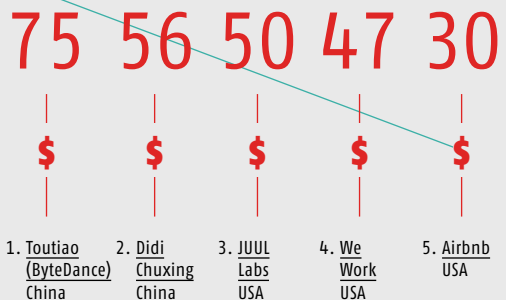 75 56 50 47 30
$ $ $ $ $
1. Toutiao 2. Didi 3. JUUL 4. We 5. Airbnb
(ByteDance) Chuxing Labs Work USA
China China USA USA